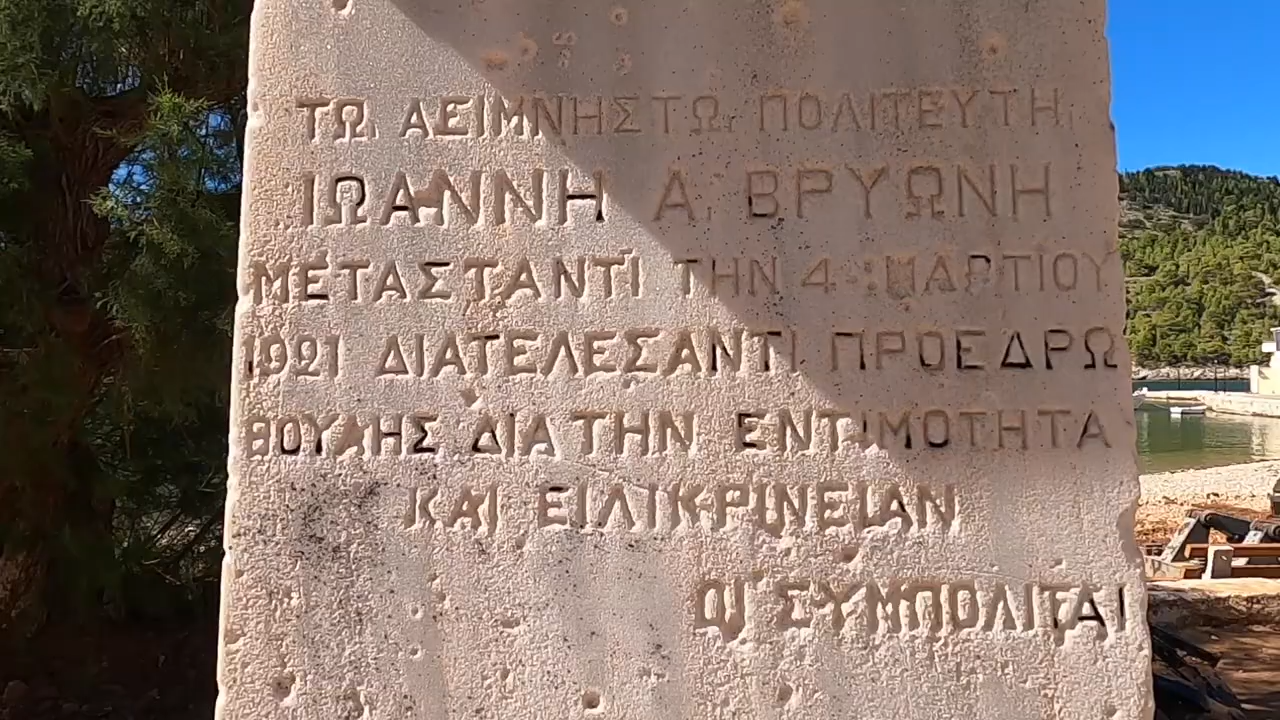 ΤΩ ΑΕΙΜΝΗΣΤΩ ΠΟΛΙΤΕΥΤΗ
ΙΩΑΝΝΗ Α. ΒΡΥΩΝΗ
ΜΕΤΑΣΤΑΝΤΙ ΤΗΝ 4 ΜΑΡΤΙΟΥ
1921 ΔΙΑΤΕΛΕΣΑΝΤΙ ΠΡΟΕΔΡΩ
ΒΟΥΛΗΣ ΔΙΑ ΤΗΝ ΕΝΤΙΜΟΤΗΤΑ
ΚΑΙ ΕΙΛΙΚΡΙΝΕΙΑΝ
ΟΙ ΣΥΜΠΟΛΙΤΑΙ